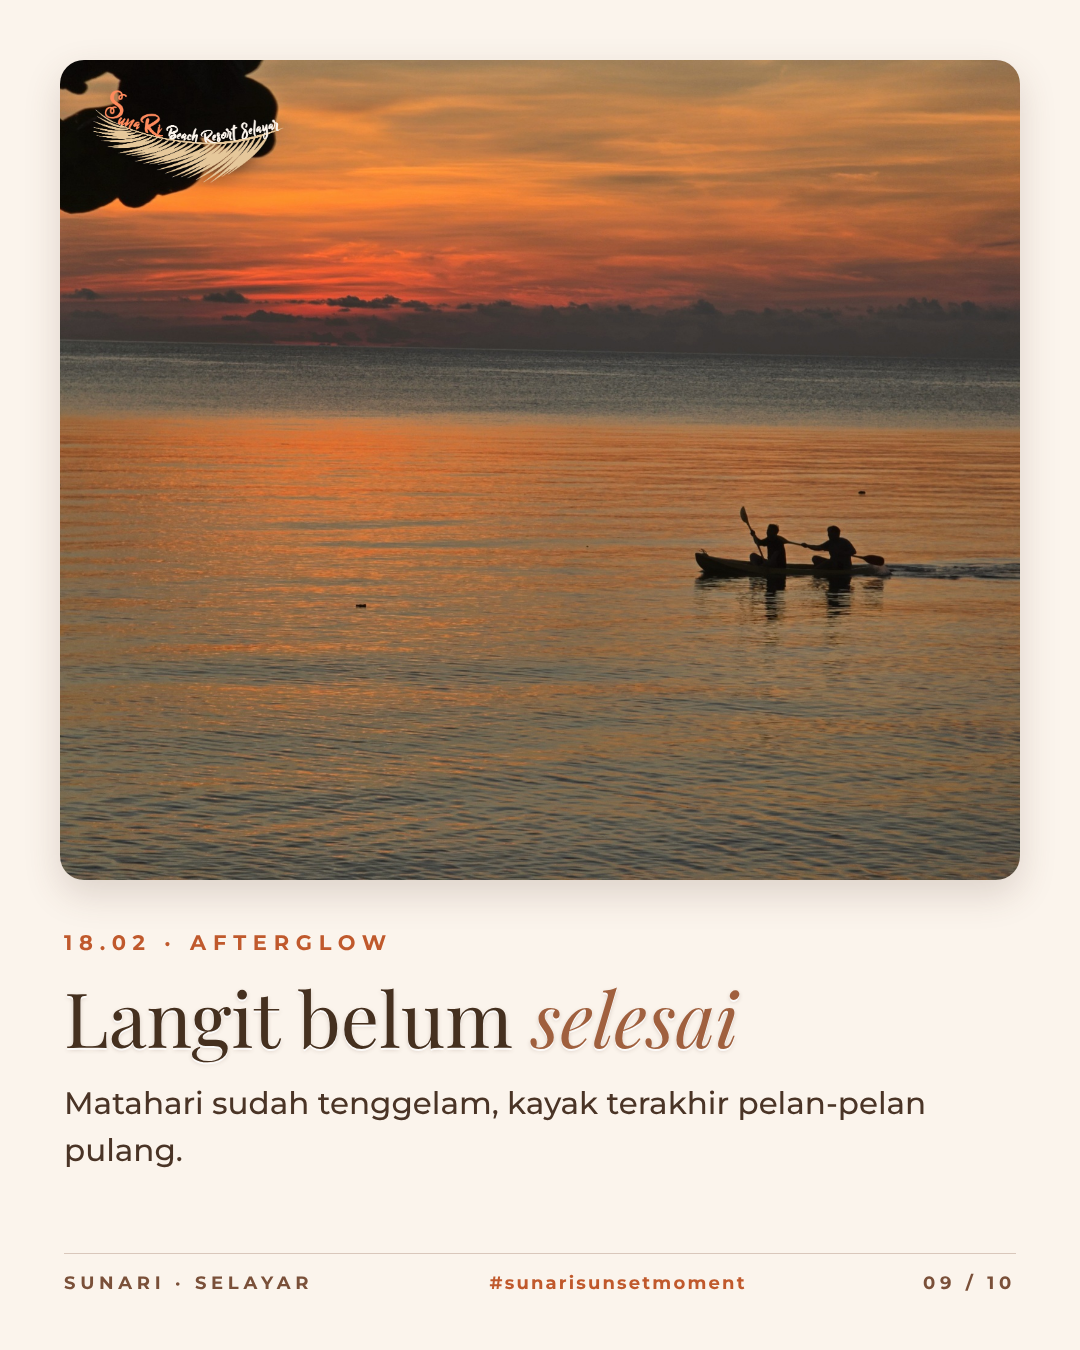 SunaRi Beach Resort Selayar
18.02 · AFTERGLOW
Langit belum selesai
Matahari sudah tenggelam, kayak terakhir pelan-pelan
pulang.
SUNARI · SELAYAR #sunarisunsetmoment 09 / 10